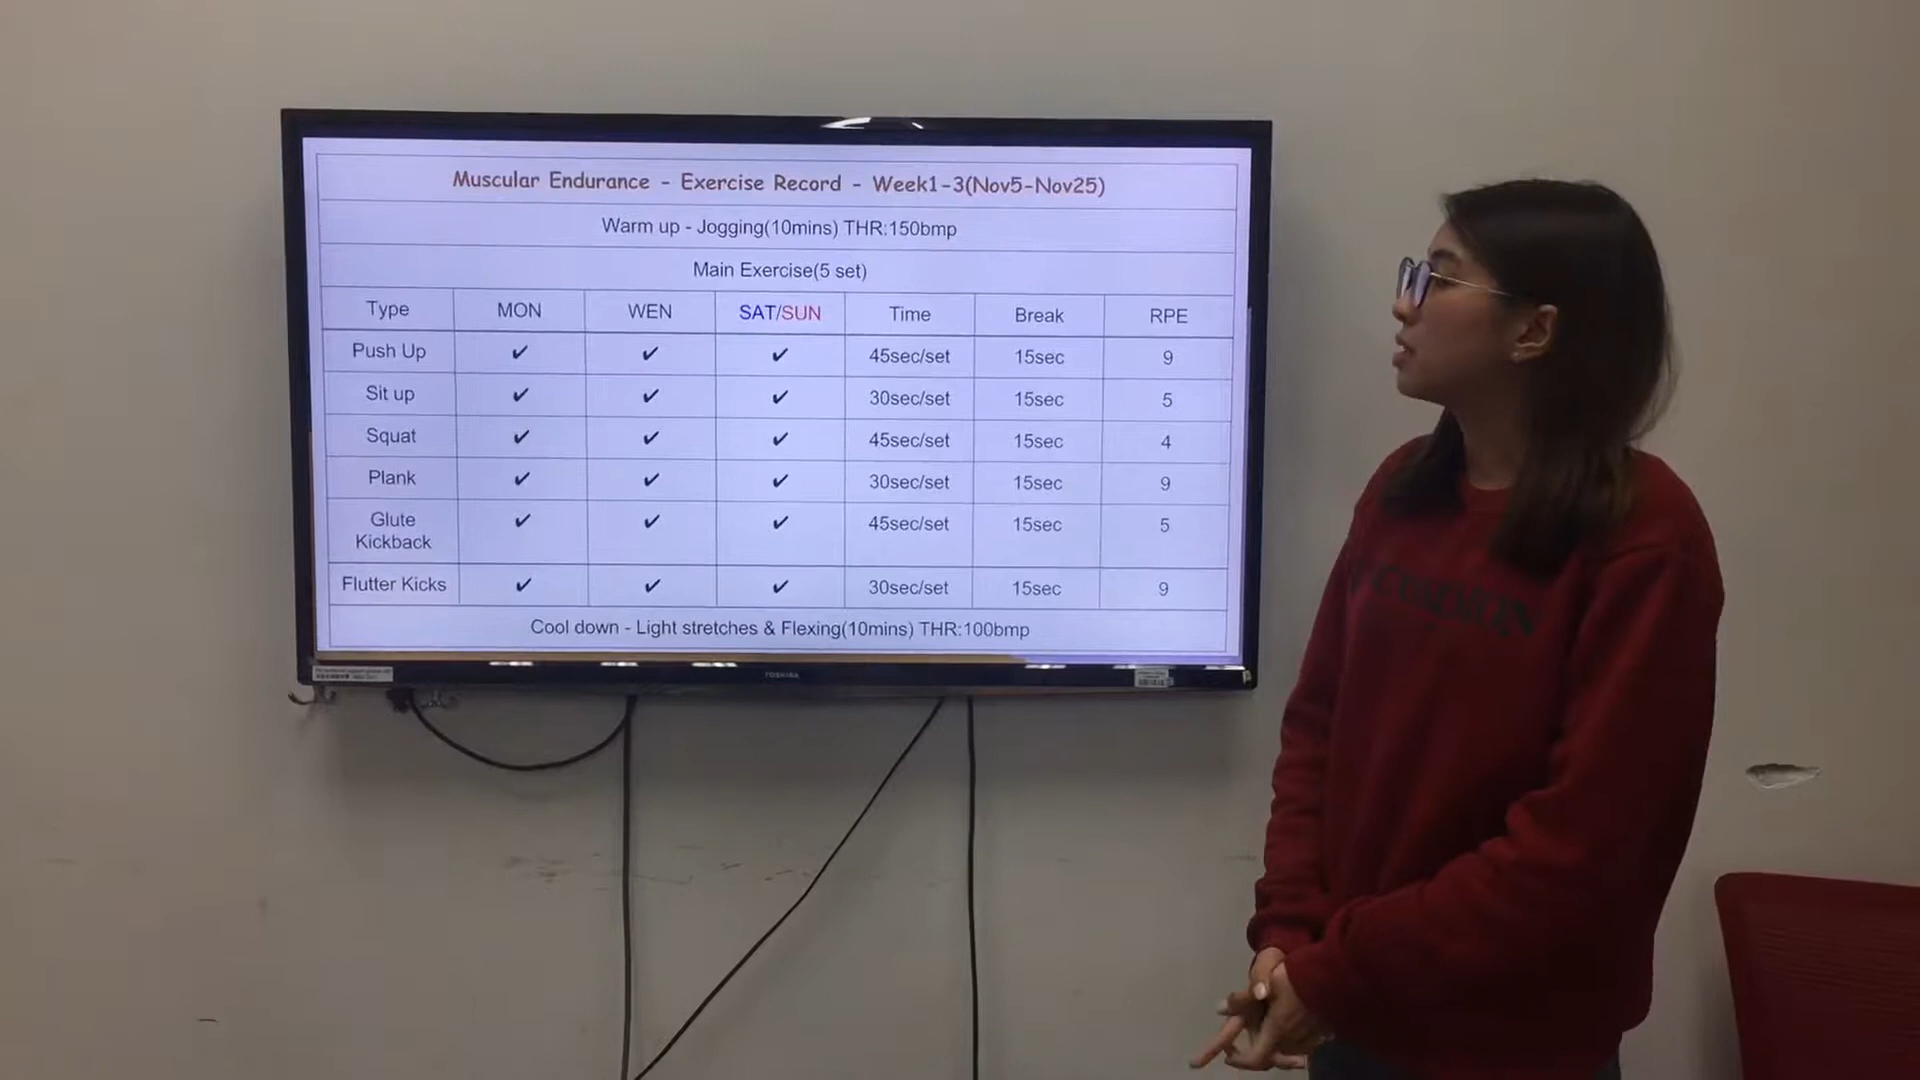 Muscular Endurance - Exercise Record - Week1-3(Nov5-Nov25)
Warm up - Jogging(10mins) THR:150bmp
Main Exercise(5 set)
Type MON WEN SAT/SUN Time Break RPE
Push Up ✔ ✔ ✔ 45sec/set 15sec 9
Sit up ✔ ✔ ✔ 30sec/set 15sec 5
Squat ✔ ✔ ✔ 45sec/set 15sec 4
Plank ✔ ✔ ✔ 30sec/set 15sec 9
Glute Kickback ✔ ✔ ✔ 45sec/set 15sec 5
Flutter Kicks ✔ ✔ ✔ 30sec/set 15sec 9
Cool down - Light stretches & Flexing(10mins) THR:100bmp
TOSHIBA